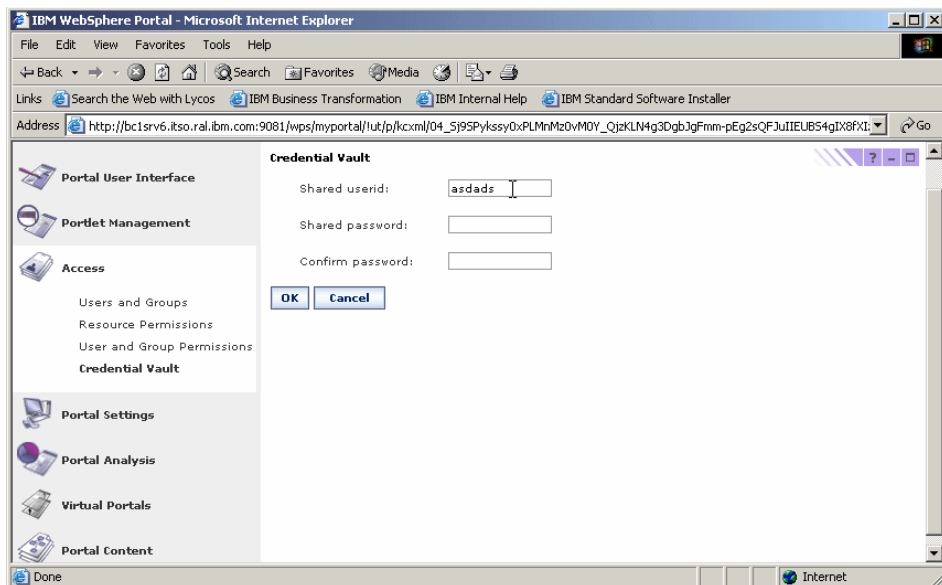 IBM WebSphere Portal - Microsoft Internet Explorer
File Edit View Favorites Tools Help
Back Search Favorites Media
Links Search the Web with Lycos IBM Business Transformation IBM Internal Help IBM Standard Software Installer
Address http://bc1srv6.itso.ral.ibm.com:9081/wps/myportal/!ut/p/kcxml/04_Sj9SPykssy0xPLMnMz0vM0Y_QjzKLN4g3DgbJgFmm-pEg2sQFJuIIEUBS4gIX8fXI: Go
Credential Vault
?
Shared userid: asdads
Shared password:
Confirm password:
OK Cancel
Portal User Interface
Portlet Management
Access
Users and Groups
Resource Permissions
User and Group Permissions
Credential Vault
Portal Settings
Portal Analysis
Virtual Portals
Portal Content
Done Internet